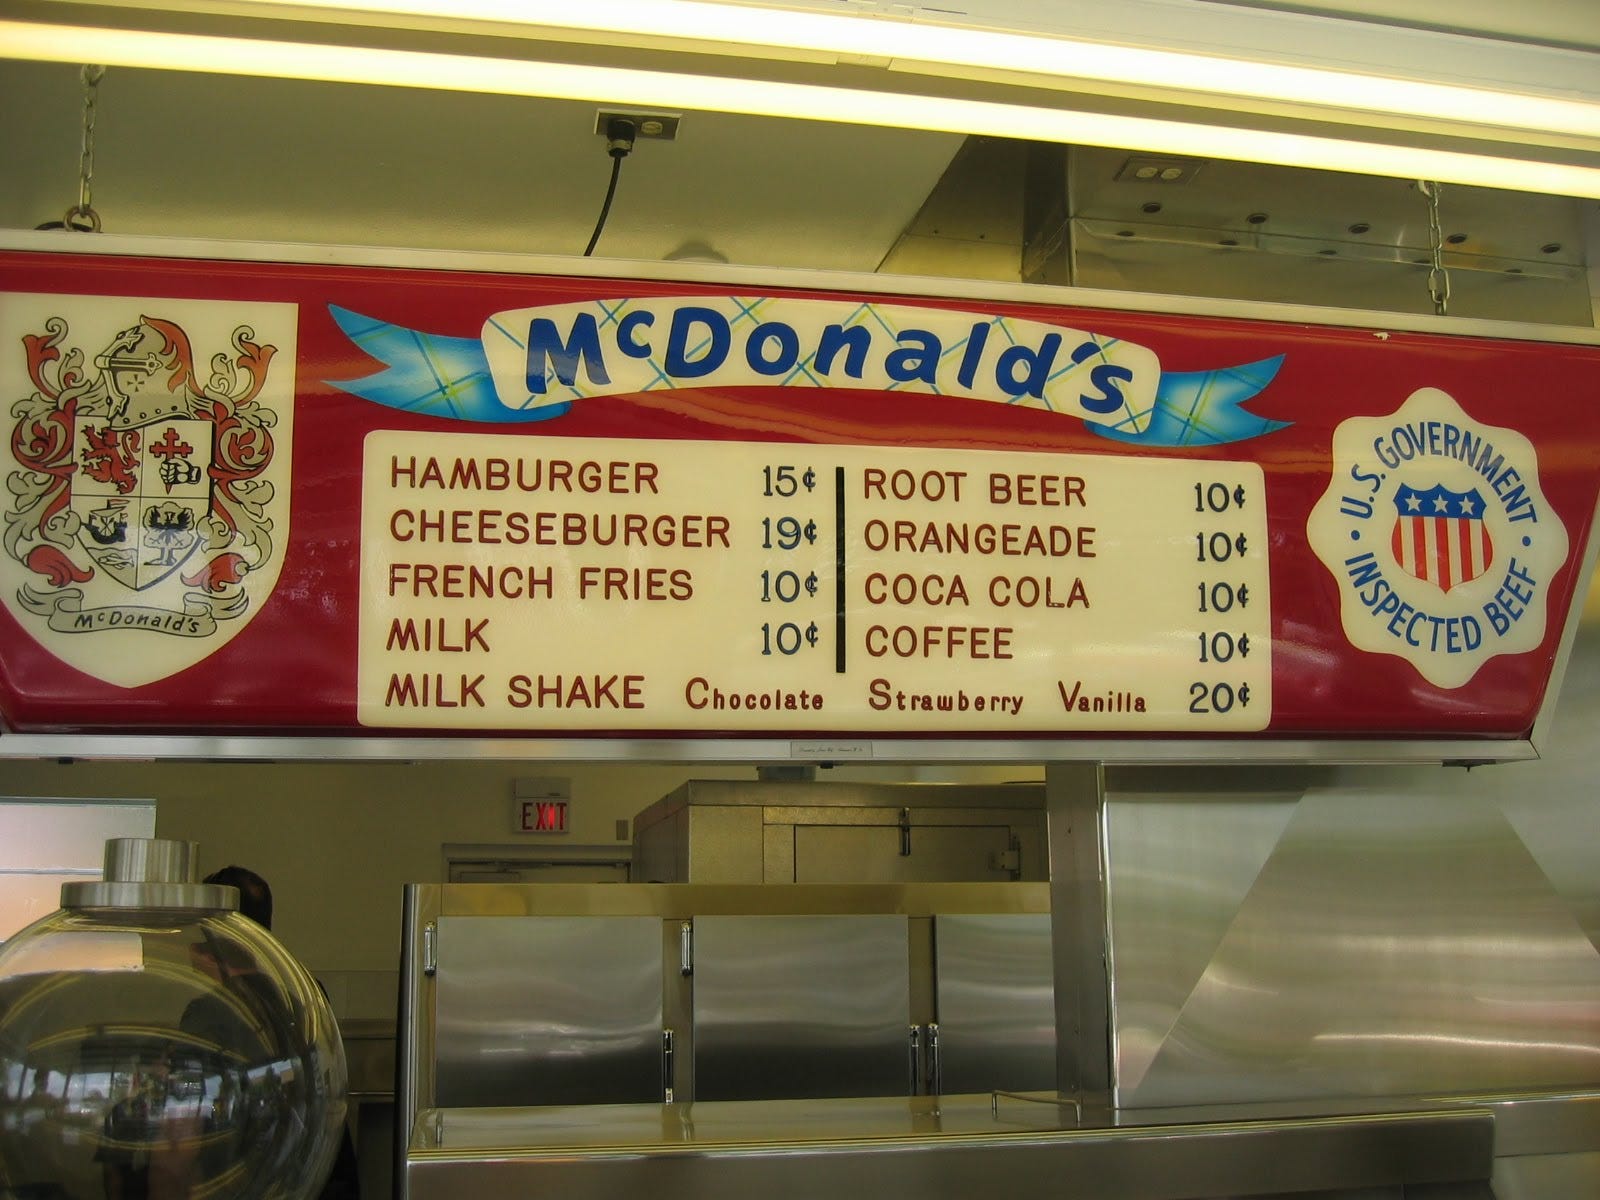 McDonald's
McDonald's
HAMBURGER 15¢
CHEESEBURGER 19¢
FRENCH FRIES 10¢
MILK 10¢
ROOT BEER 10¢
ORANGEADE 10¢
COCA COLA 10¢
COFFEE 10¢
MILK SHAKE Chocolate Strawberry Vanilla 20¢
• U.S. GOVERNMENT •
INSPECTED BEEF
EXIT